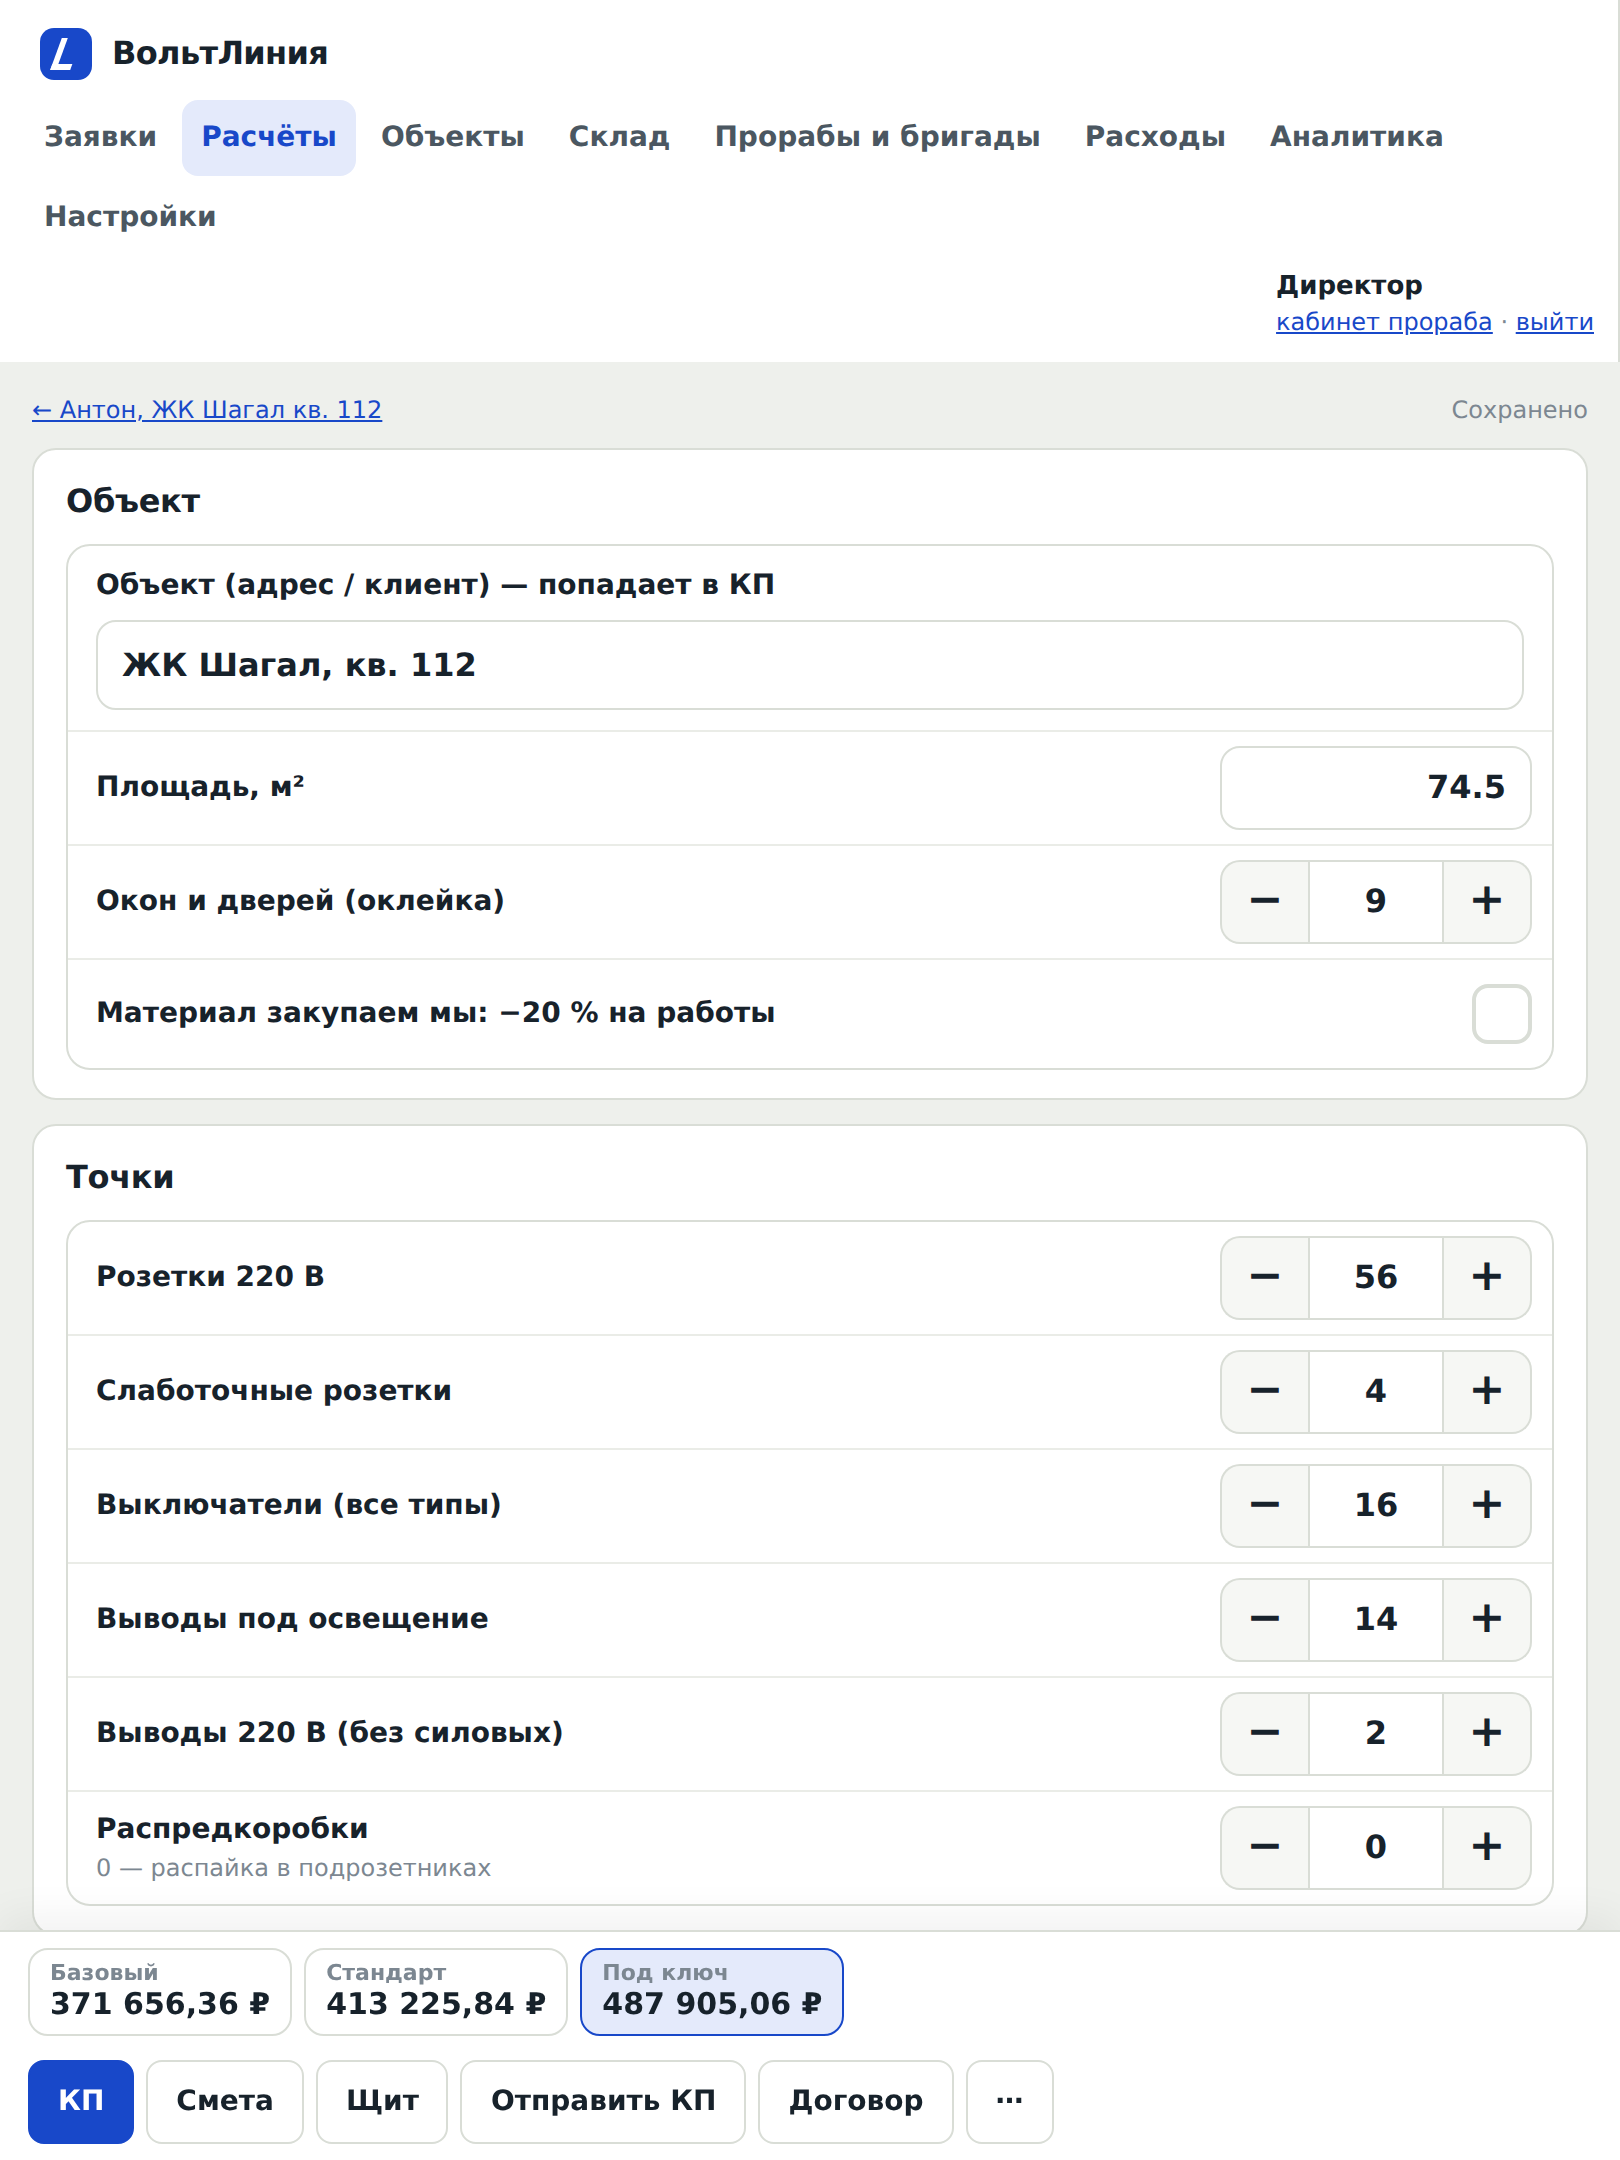 ВольтЛиния
Заявки Расчёты Объекты Склад Прорабы и бригады Расходы Аналитика
Настройки
Директор
кабинет прораба · выйти
← Антон, ЖК Шагал кв. 112 Сохранено
Объект
Объект (адрес / клиент) — попадает в КП
ЖК Шагал, кв. 112
Площадь, м² 74.5
Окон и дверей (оклейка) − 9 +
Материал закупаем мы: −20 % на работы
Точки
Розетки 220 В − 56 +
Слаботочные розетки − 4 +
Выключатели (все типы) − 16 +
Выводы под освещение − 14 +
Выводы 220 В (без силовых) − 2 +
Распредкоробки − 0 +
0 — распайка в подрозетниках
Базовый Стандарт Под ключ
371 656,36 ₽ 413 225,84 ₽ 487 905,06 ₽
КП Смета Щит Отправить КП Договор ⋯